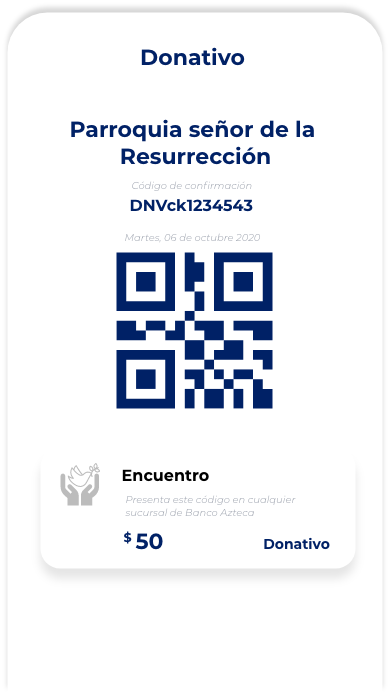 Donativo
Parroquia señor de la
Resurrección
Código de confirmación
DNVck1234543
Martes, 06 de octubre 2020
Encuentro
Presenta este código en cualquier
sucursal de Banco Azteca
$ 50
Donativo